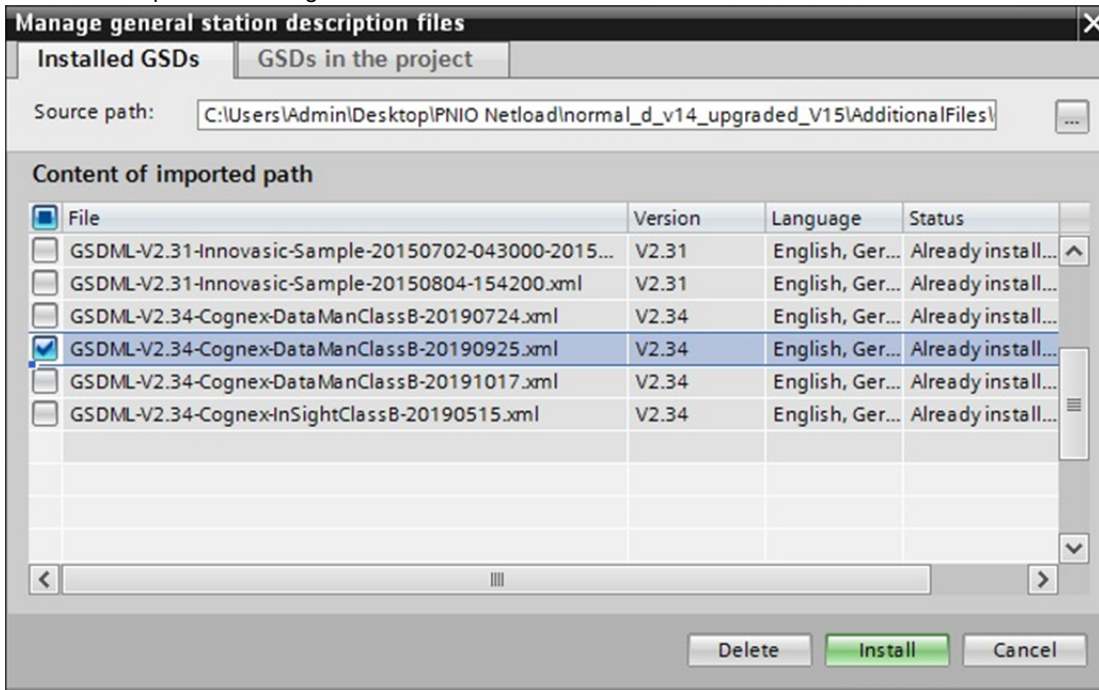 Manage general station description files
Installed GSDs GSDs in the project
Source path: C:\Users\Admin\Desktop\PNIO Netload\normal_d_v14_upgraded_V15\AdditionalFiles\
...
Content of imported path
File Version Language Status
GSDML-V2.31-Innovasic-Sample-20150702-043000-2015... V2.31 English, Ger... Already install...
GSDML-V2.31-Innovasic-Sample-20150804-154200.xml V2.31 English, Ger... Already install...
GSDML-V2.34-Cognex-DataManClassB-20190724.xml V2.34 English, Ger... Already install...
GSDML-V2.34-Cognex-DataManClassB-20190925.xml V2.34 English, Ger... Already install...
GSDML-V2.34-Cognex-DataManClassB-20191017.xml V2.34 English, Ger... Already install...
GSDML-V2.34-Cognex-InSightClassB-20190515.xml V2.34 English, Ger... Already install...
Delete Install Cancel